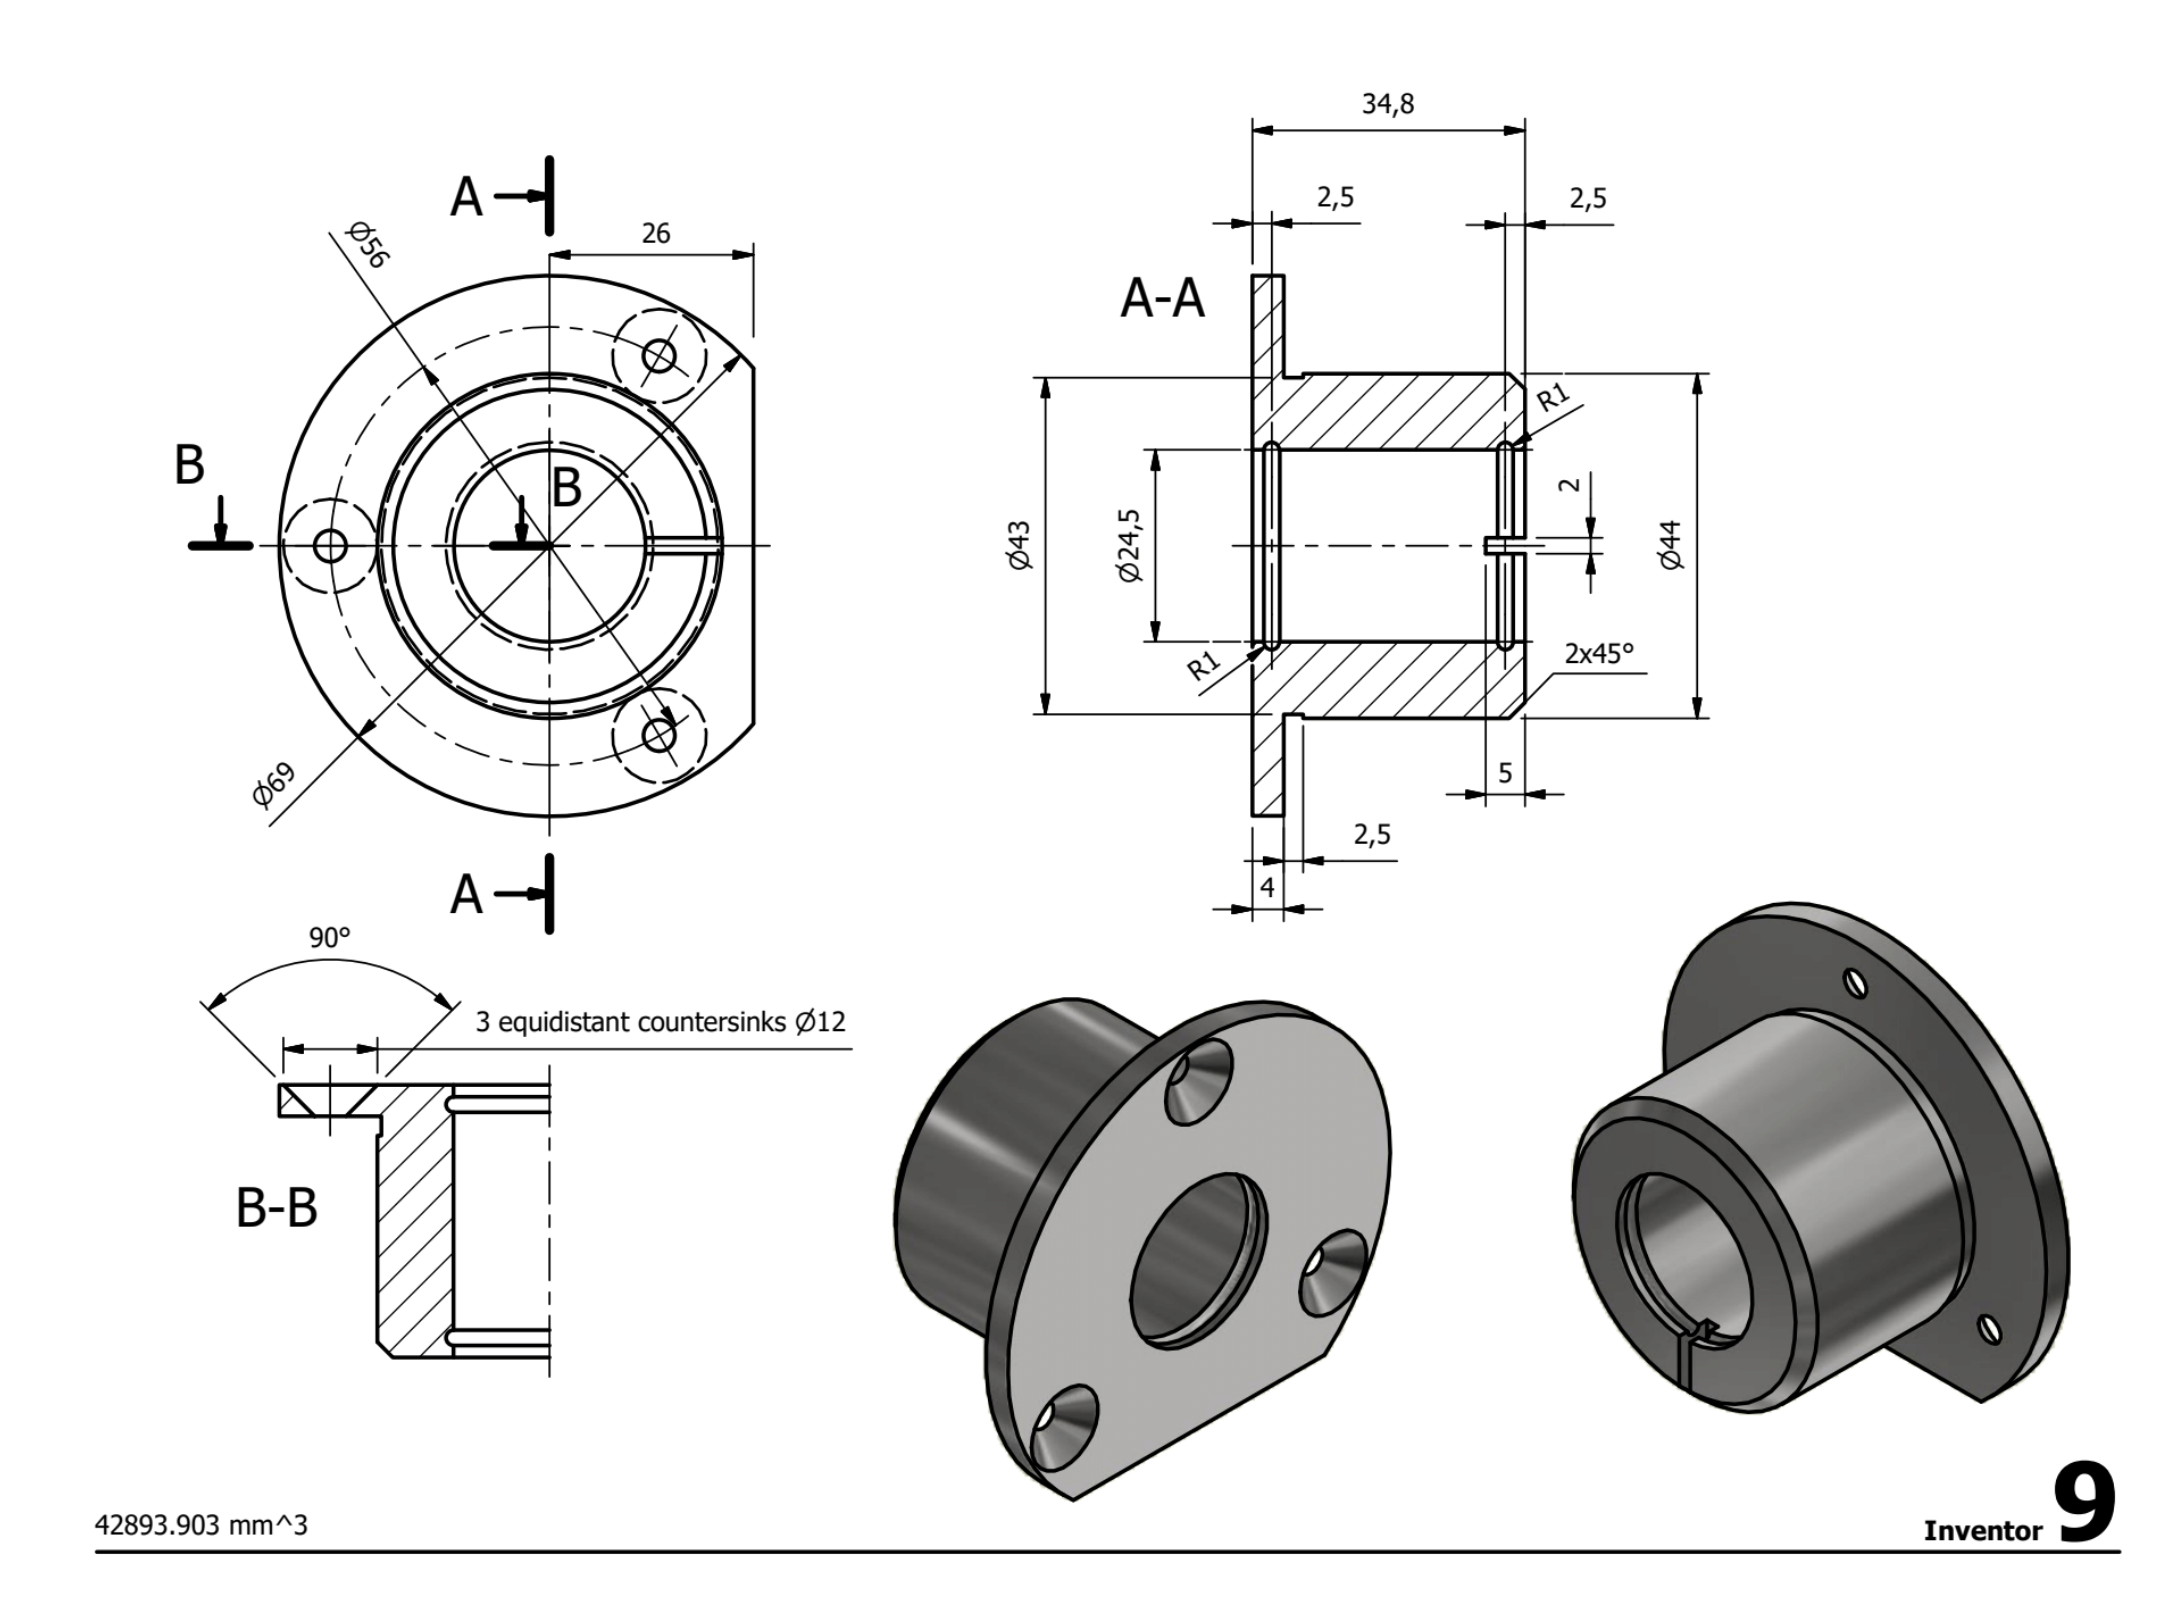 34,8
2,5
2,5
A
Ø56
26
A-A
R1
B
B
2
Ø43
Ø24,5
Ø44
R1
2x45°
Ø69
5
2,5
A
4
90°
3 equidistant countersinks Ø12
B-B
42893.903 mm^3
Inventor 9